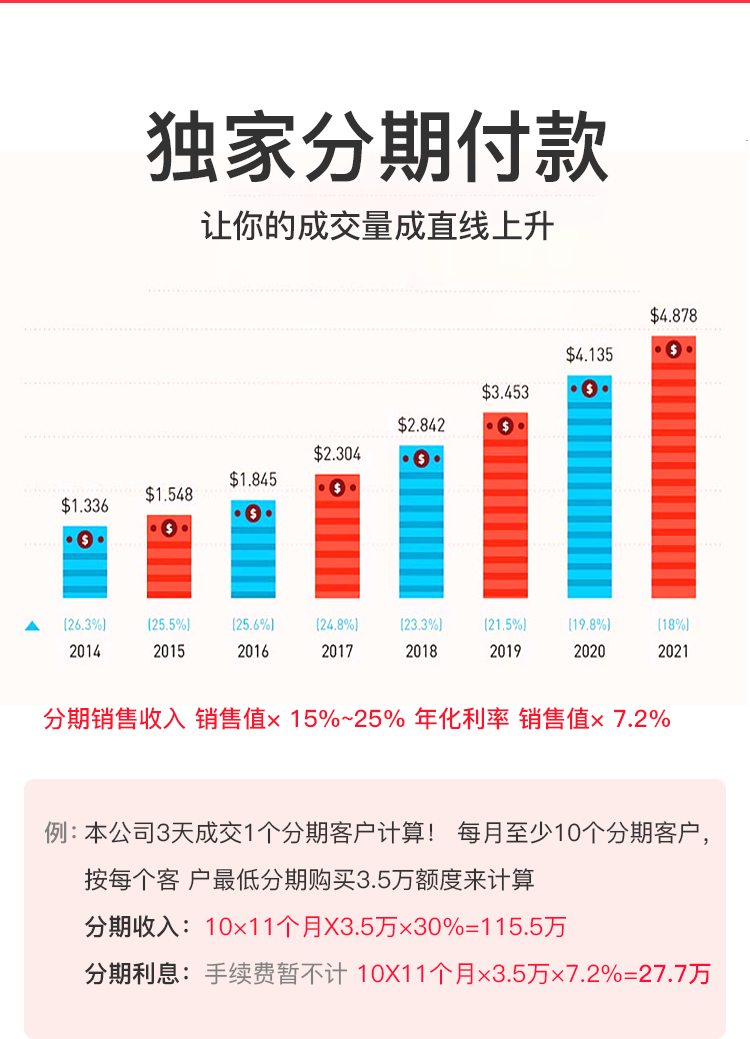 独家分期付款
让你的成交量成直线上升
$4.878
$4.135
$3.453
$2.842
$2.304
$1.845
$1.548
$1.336
(26.3%) (25.5%) (25.6%) (24.8%) (23.3%) (21.5%) (19.8%) (18%)
2014 2015 2016 2017 2018 2019 2020 2021
分期销售收入 销售值× 15%~25% 年化利率 销售值× 7.2%
例：本公司3天成交1个分期客户计算！ 每月至少10个分期客户，
按每个客 户最低分期购买3.5万额度来计算
分期收入：10×11个月X3.5万×30%=115.5万
分期利息：手续费暂不计 10X11个月×3.5万×7.2%=27.7万